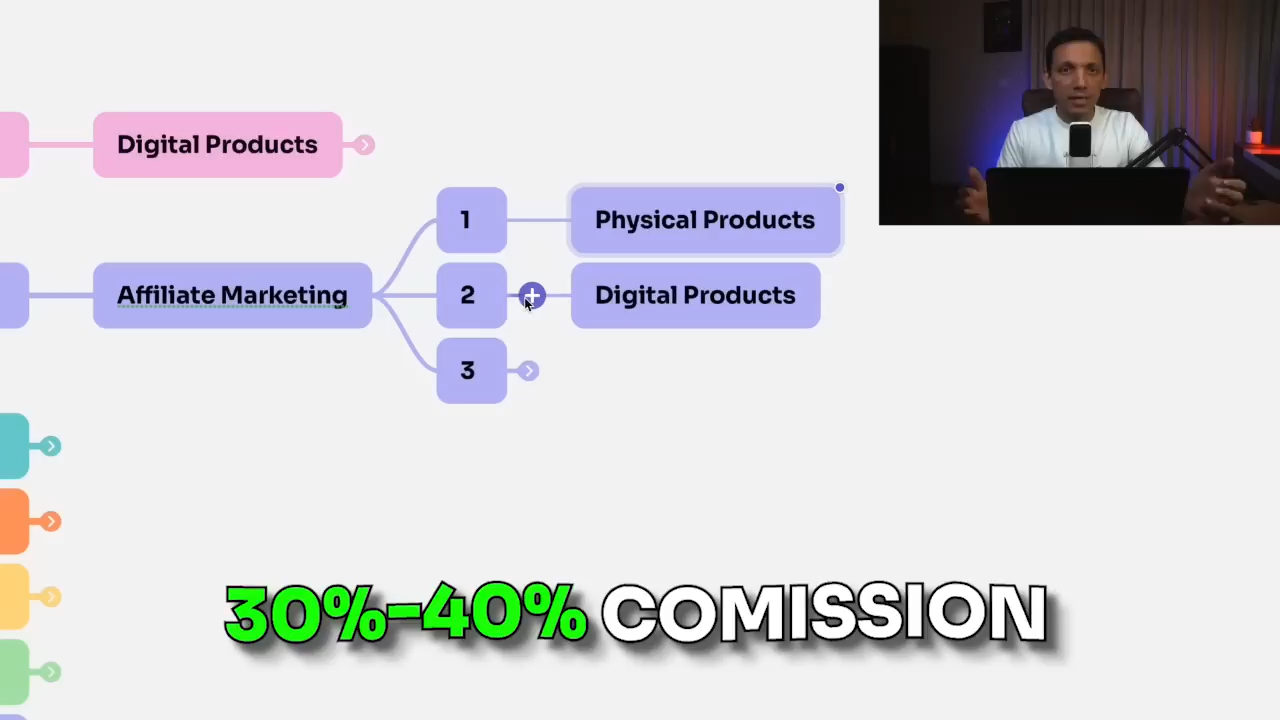 Digital Products
1
Physical Products
Affiliate Marketing
2
Digital Products
3
30%-40% COMISSION